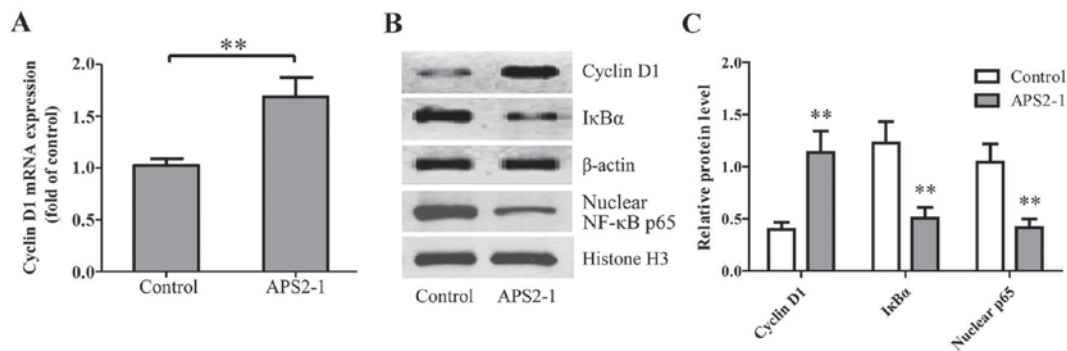 A
Cyclin D1 mRNA expression
(fold of control)
2.0
1.5
1.0
0.5
0.0
**
Control
APS2-1
B
Cyclin D1
IκBα
β-actin
Nuclear
NF-κB p65
Histone H3
Control
APS2-1
C
Relative protein level
2.0
1.5
1.0
0.5
0.0
Control
APS2-1
**
**
**
Cyclin D1
IκBα
Nuclear p65